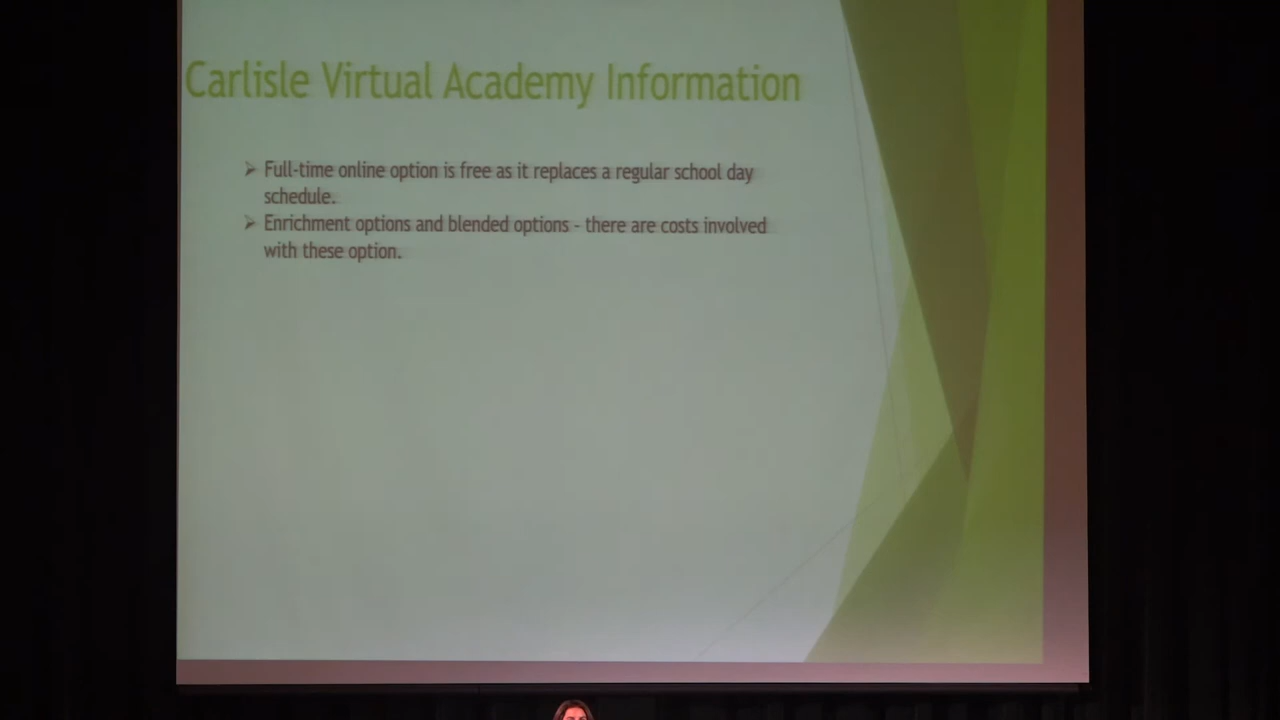 Carlisle Virtual Academy Information
➢ Full-time online option is free as it replaces a regular school day
schedule.
➢ Enrichment options and blended options - there are costs involved
with these option.